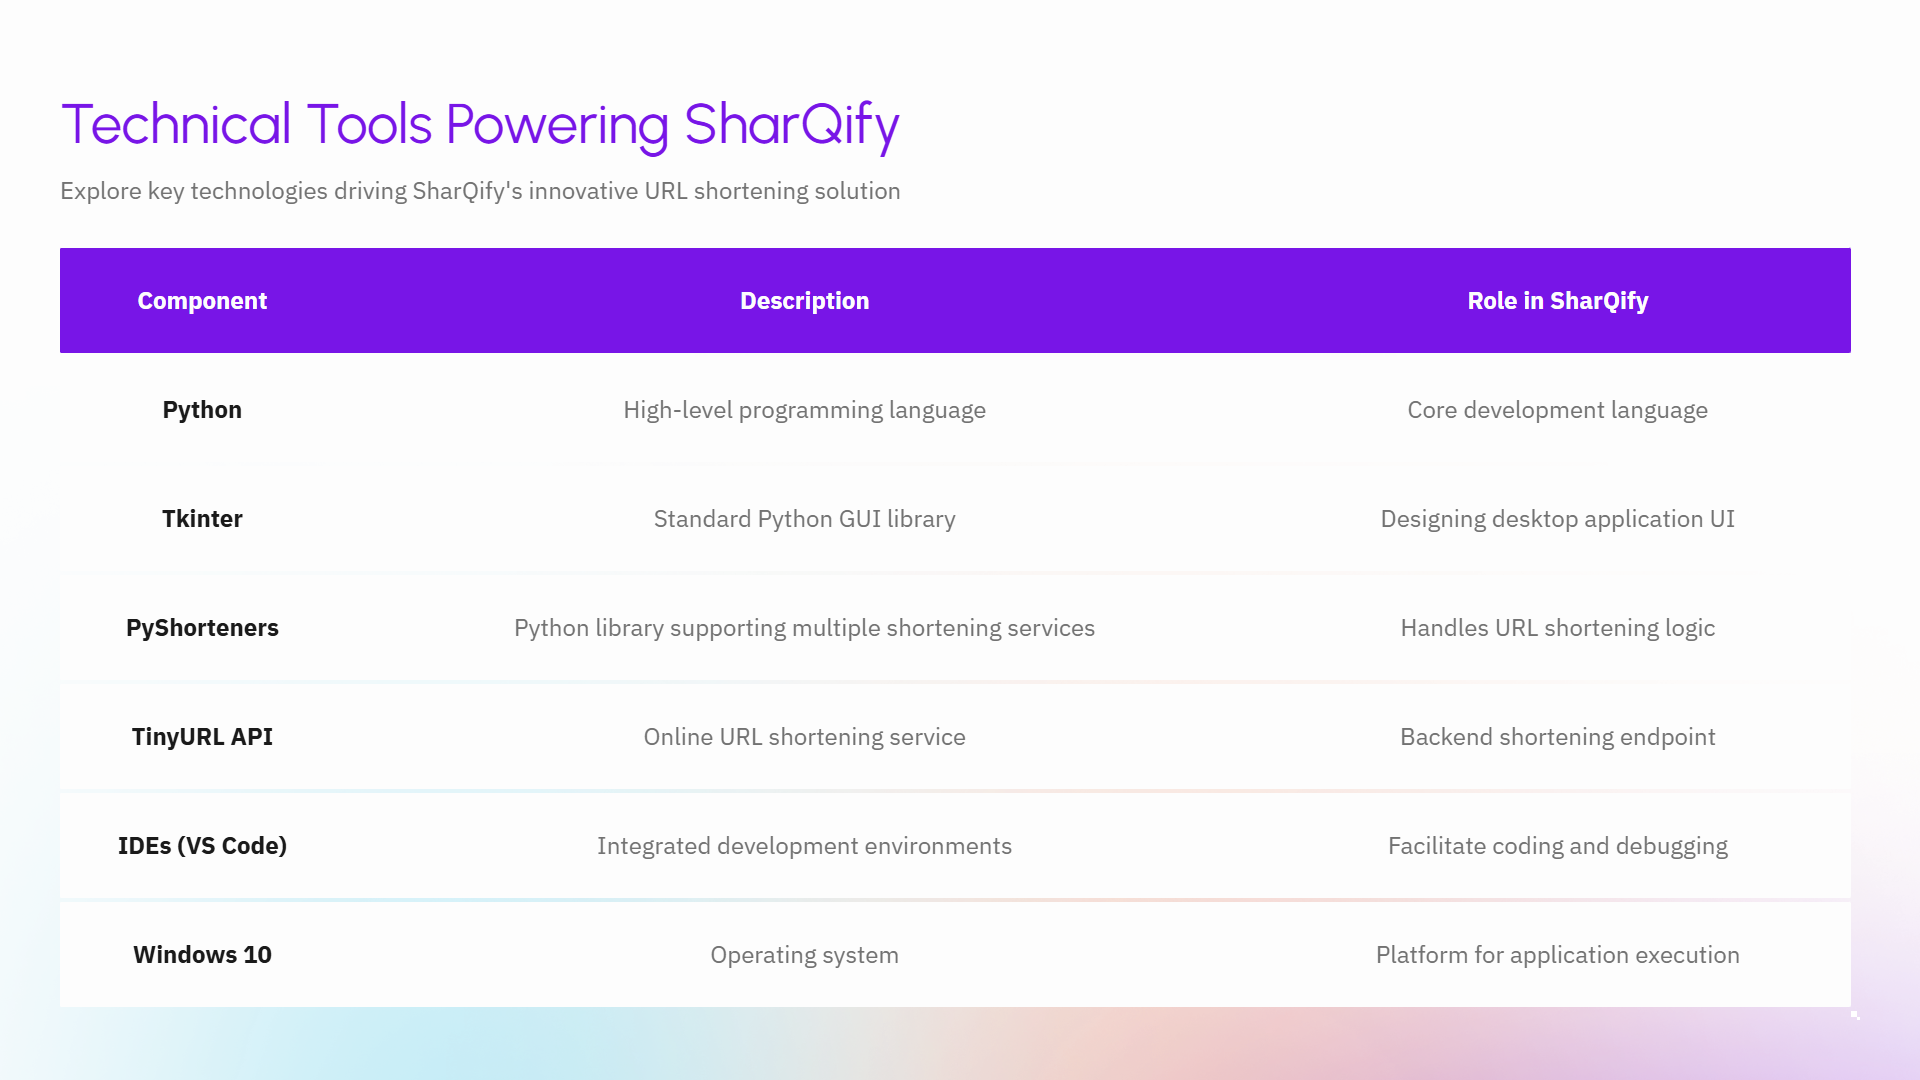 Technical Tools Powering SharQify
Explore key technologies driving SharQify's innovative URL shortening solution
Component Description Role in SharQify
Python High-level programming language Core development language
Tkinter Standard Python GUI library Designing desktop application UI
PyShorteners Python library supporting multiple shortening services Handles URL shortening logic
TinyURL API Online URL shortening service Backend shortening endpoint
IDEs (VS Code) Integrated development environments Facilitate coding and debugging
Windows 10 Operating system Platform for application execution